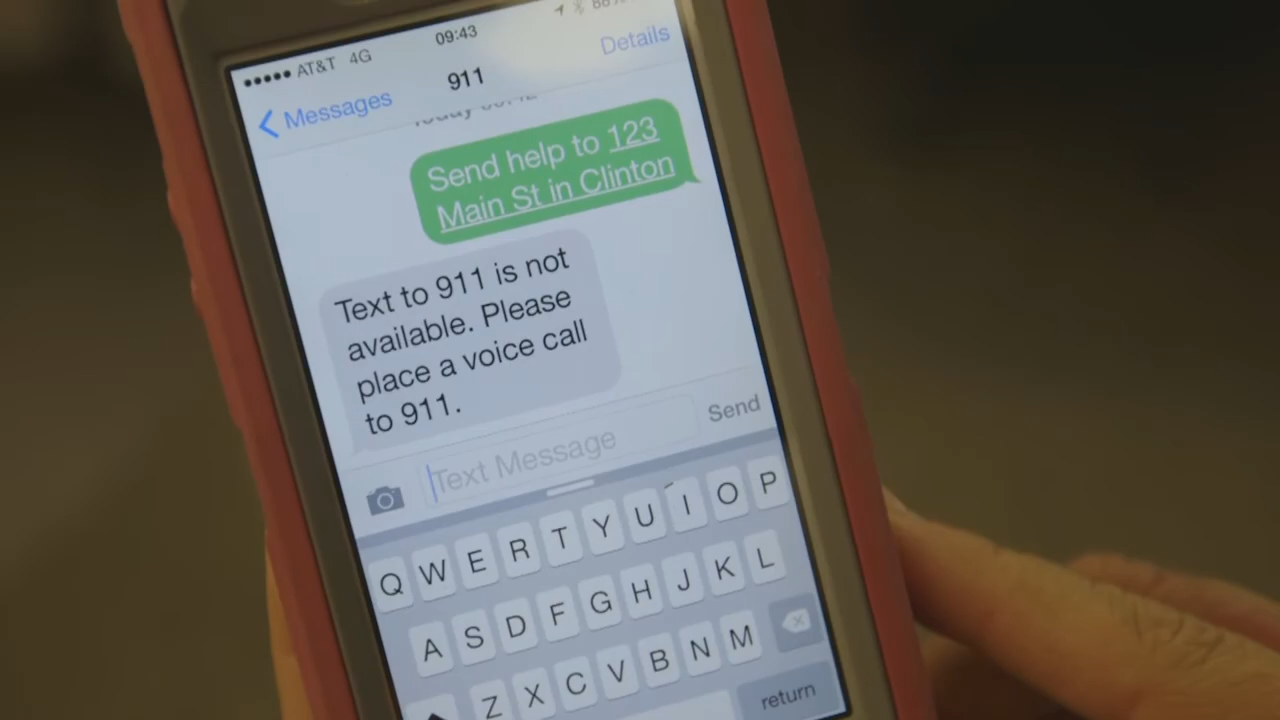 AT&T 4G 09:43
Messages 911 Details
Today
Send help to 123
Main St in Clinton
Text to 911 is not
available. Please
place a voice call
to 911.
Text Message Send
Q W E R T Y U I O P
A S D F G H J K L
Z X C V B N M
return